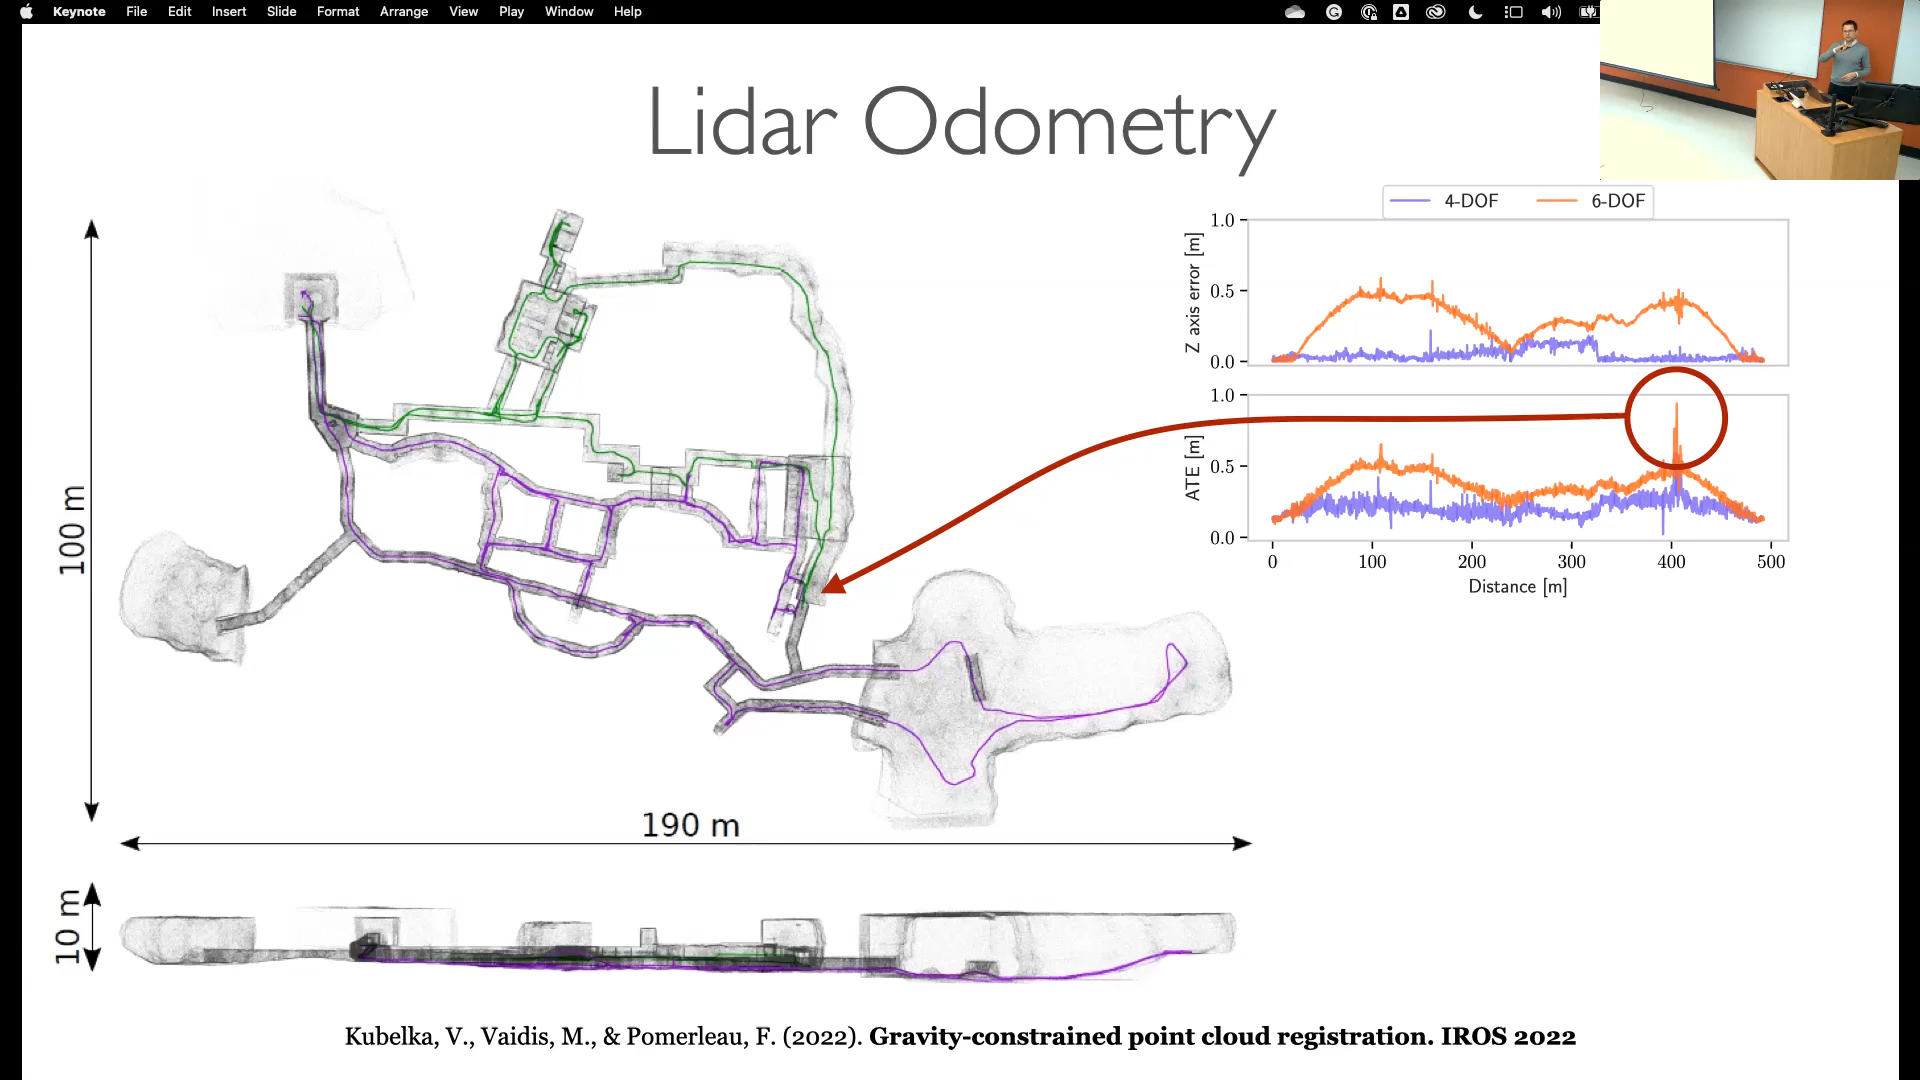 Keynote File Edit Insert Slide Format Arrange View Play Window Help
Lidar Odometry
4-DOF 6-DOF
1.0
0.5
0.0
Z axis error [m]
1.0
0.5
0.0
ATE [m]
0 100 200 300 400 500
Distance [m]
100 m
190 m
10 m
Kubelka, V., Vaidis, M., & Pomerleau, F. (2022). Gravity-constrained point cloud registration. IROS 2022